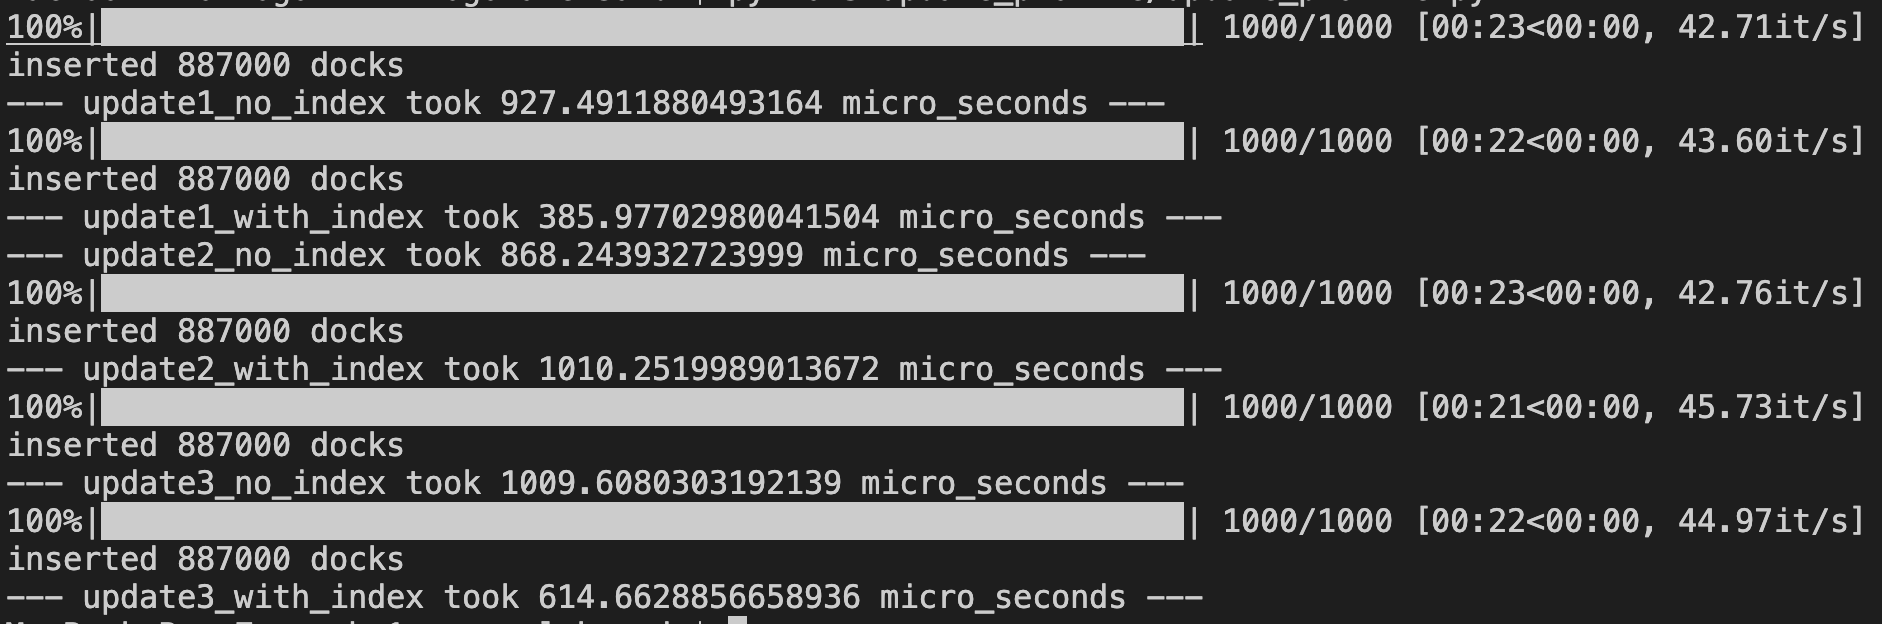 100%|██████████| 1000/1000 [00:23<00:00, 42.71it/s]
inserted 887000 docks
--- update1_no_index took 927.4911880493164 micro_seconds ---
100%|██████████| 1000/1000 [00:22<00:00, 43.60it/s]
inserted 887000 docks
--- update1_with_index took 385.97702980041504 micro_seconds ---
--- update2_no_index took 868.243932723999 micro_seconds ---
100%|██████████| 1000/1000 [00:23<00:00, 42.76it/s]
inserted 887000 docks
--- update2_with_index took 1010.2519989013672 micro_seconds ---
100%|██████████| 1000/1000 [00:21<00:00, 45.73it/s]
inserted 887000 docks
--- update3_no_index took 1009.6080303192139 micro_seconds ---
100%|██████████| 1000/1000 [00:22<00:00, 44.97it/s]
inserted 887000 docks
--- update3_with_index took 614.6628856658936 micro_seconds ---